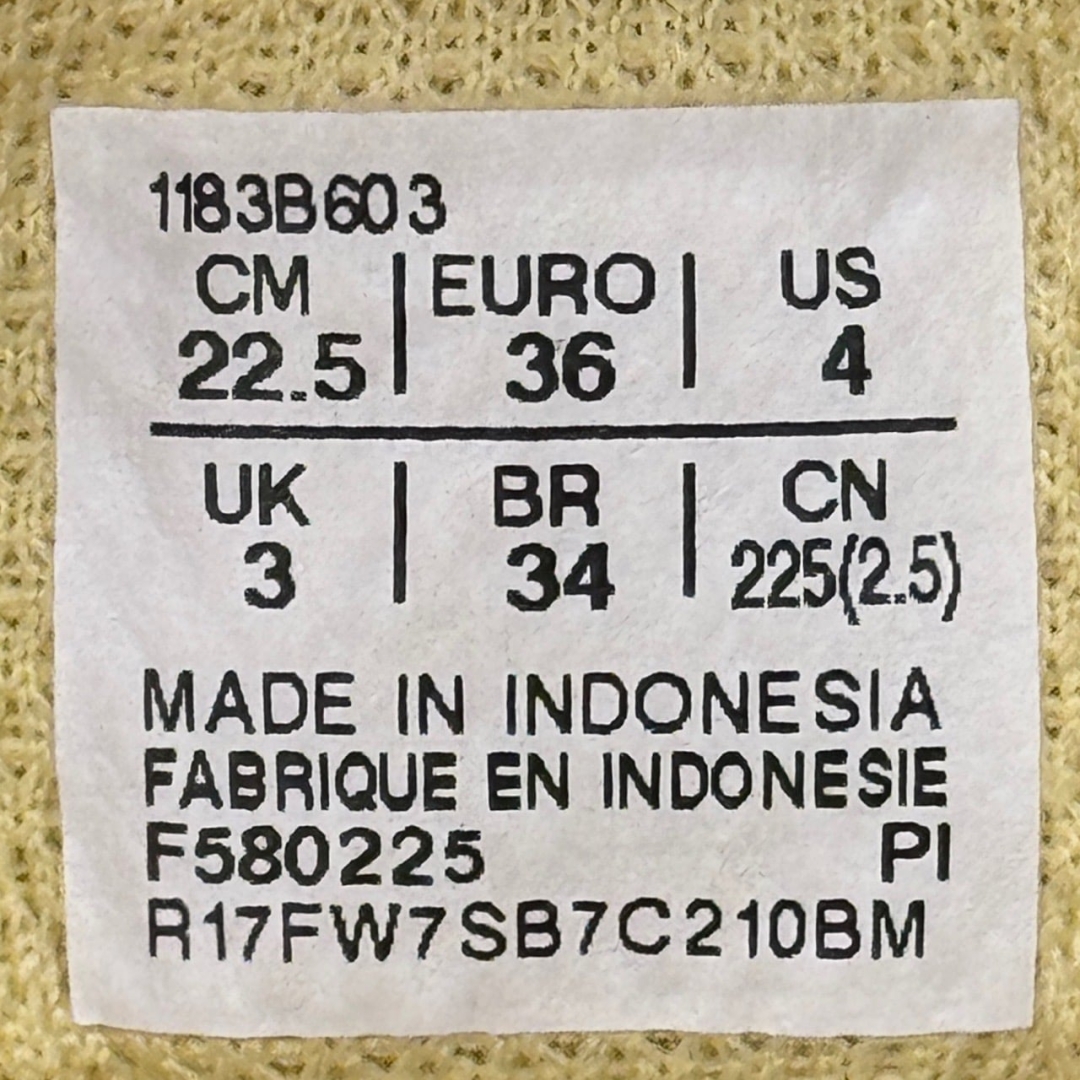 1183B603
CM | EURO | US
22.5 | 36 | 4
UK | BR | CN
3 | 34 | 225(2.5)
MADE IN INDONESIA
FABRIQUE EN INDONESIE
F580225 PI
R17FW7SB7C210BM